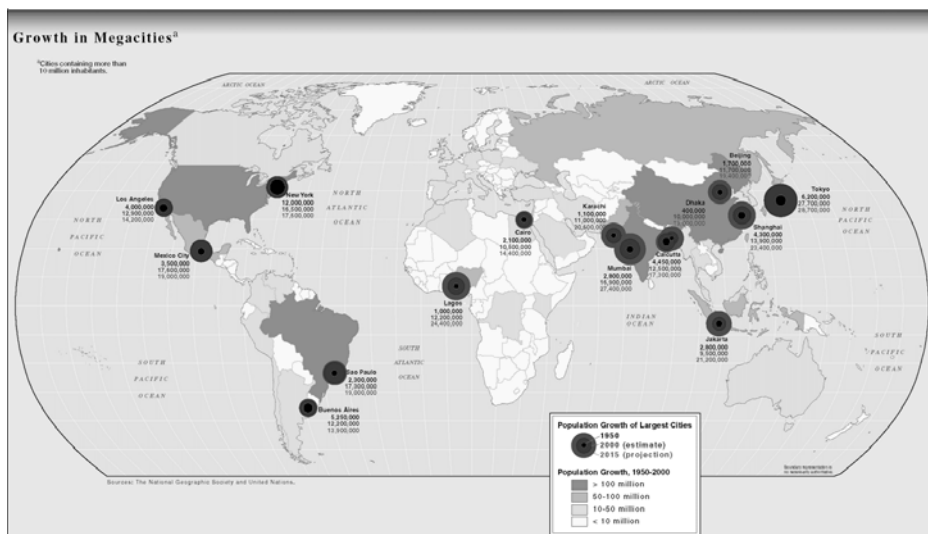 Growth in Megacities^a
^aCities containing more than
10 million inhabitants.
ARCTIC OCEAN
ARCTIC OCEAN
Los Angeles
4,000,000
12,900,000
14,200,000
New York
12,000,000
16,500,000
17,600,000
NORTH
ATLANTIC
OCEAN
NORTH
PACIFIC
OCEAN
Mexico City
3,500,000
17,600,000
19,000,000
Cairo
2,100,000
10,500,000
14,400,000
Karachi
1,100,000
11,000,000
20,600,000
Beijing
1,700,000
Dhaka
400,000
Tokyo
6,200,000
27,700,000
28,700,000
NORTH
PACIFIC
OCEAN
Shanghai
4,300,000
13,900,000
23,400,000
Calcutta
4,450,000
12,500,000
17,300,000
Mumbai
2,800,000
16,900,000
27,400,000
Lagos
1,000,000
12,200,000
24,400,000
INDIAN
OCEAN
Jakarta
2,800,000
9,500,000
21,200,000
SOUTH
PACIFIC
OCEAN
SOUTH
ATLANTIC
OCEAN
SOUTH
PACIFIC
OCEAN
Sao Paulo
2,300,000
17,300,000
19,000,000
Buenos Aires
5,250,000
12,200,000
13,900,000
Population Growth of Largest Cities
1950
2000 (estimate)
2015 (projection)
Population Growth, 1950-2000
> 100 million
50-100 million
10-50 million
< 10 million
Sources: The National Geographic Society and United Nations.